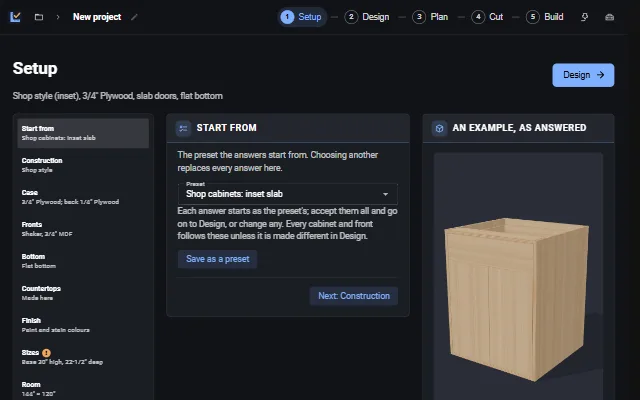 New project
1 Setup
2 Design
3 Plan
4 Cut
5 Build
Setup
Design
Shop style (inset), 3/4" Plywood, slab doors, flat bottom
Start from
Shop cabinets: inset slab
Construction
Shop style
Case
3/4" Plywood; back 1/4" Plywood
Fronts
Shaker, 3/4" MDF
Bottom
Flat bottom
Countertops
Made here
Finish
Paint and stain colours
Sizes
Base 30" high, 22-1/2" deep
Room
144" × 120"
START FROM
The preset the answers start from. Choosing another
replaces every answer here.
Preset
Shop cabinets: inset slab
Each answer starts as the preset's; accept them all and go
on to Design, or change any. Every cabinet and front
follows these unless it is made different in Design.
Save as a preset
Next: Construction
AN EXAMPLE, AS ANSWERED